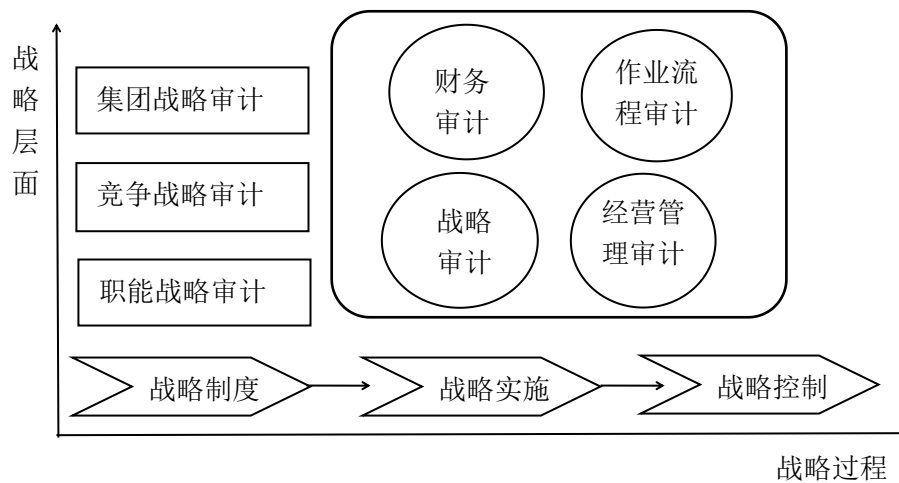 战
略
层
面
集团战略审计
竞争战略审计
职能战略审计
财务
审计
作业流
程审计
战略
审计
经营管
理审计
战略制度
战略实施
战略控制
战略过程